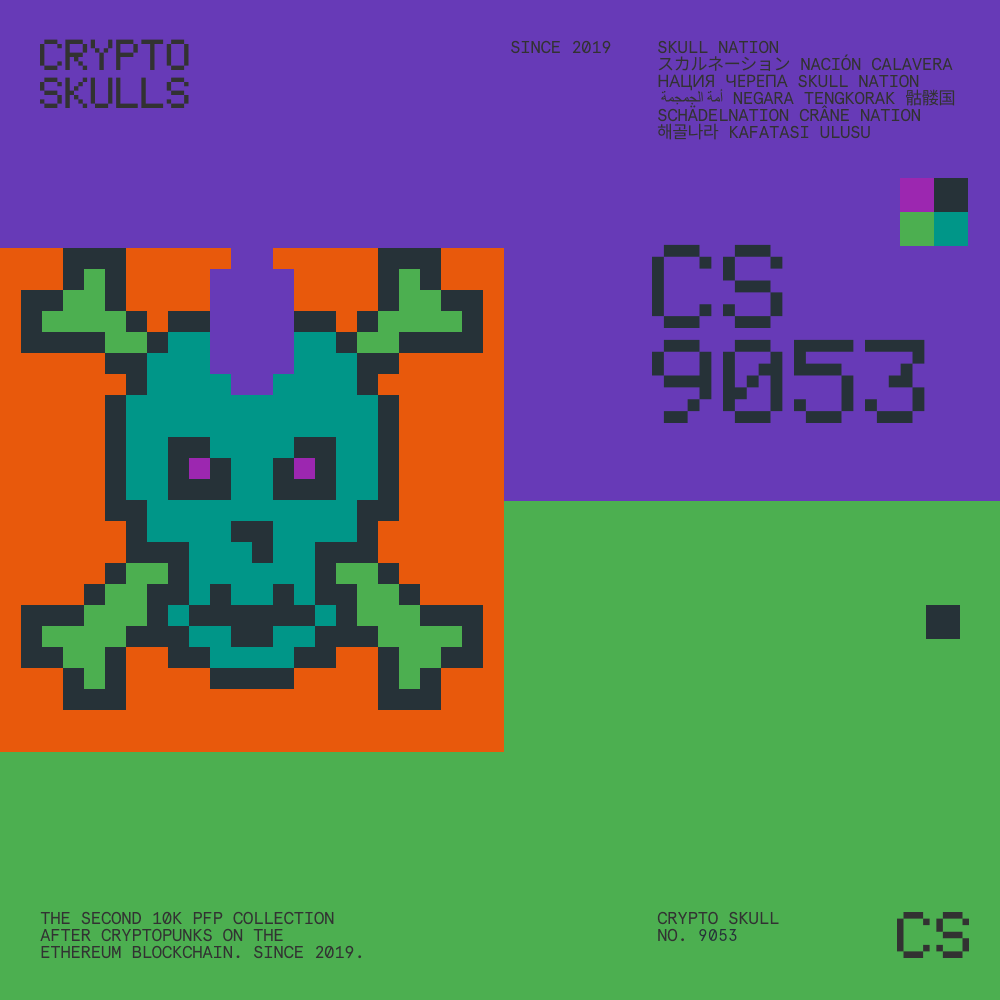 CRYPTO
SKULLS
SINCE 2019
SKULL NATION
スカルネーション NACIÓN CALAVERA
НАЦИЯ ЧЕРЕПА SKULL NATION
أمة الجمجمة NEGARA TENGKORAK 骷髅国
SCHÄDELNATION CRÂNE NATION
해골나라 KAFATASI ULUSU
CS
9053
THE SECOND 10K PFP COLLECTION
AFTER CRYPTOPUNKS ON THE
ETHEREUM BLOCKCHAIN. SINCE 2019.
CRYPTO SKULL
NO. 9053
CS